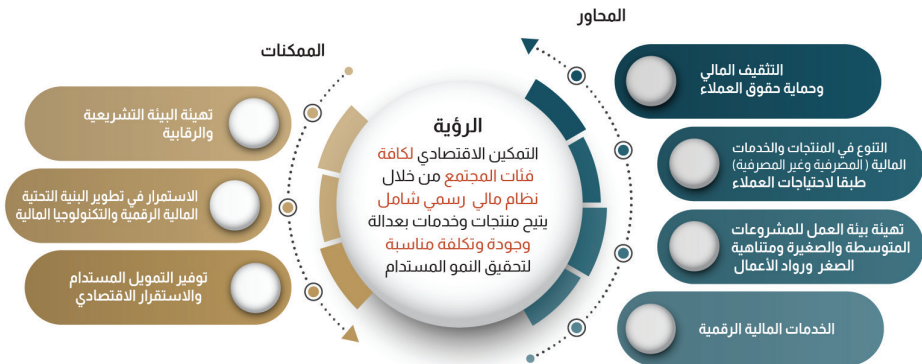 المحاور
التثقيف المالي
وحماية حقوق العملاء
التنوع في المنتجات والخدمات
المالية (المصرفية وغير المصرفية)
طبقا لاحتياجات العملاء
تهيئة بيئة العمل للمشروعات
المتوسطة والصغيرة ومتناهية
الصغر ورواد الأعمال
الخدمات المالية الرقمية
الرؤية
التمكين الاقتصادي لكافة
فئات المجتمع من خلال
نظام مالي رسمي شامل
يتيح منتجات وخدمات بعدالة
وجودة وتكلفة مناسبة
لتحقيق النمو المستدام
الممكنات
تهيئة البيئة التشريعية
والرقابية
الاستمرار في تطوير البنية التحتية
المالية الرقمية والتكنولوجيا المالية
توفير التمويل المستدام
والاستقرار الاقتصادي